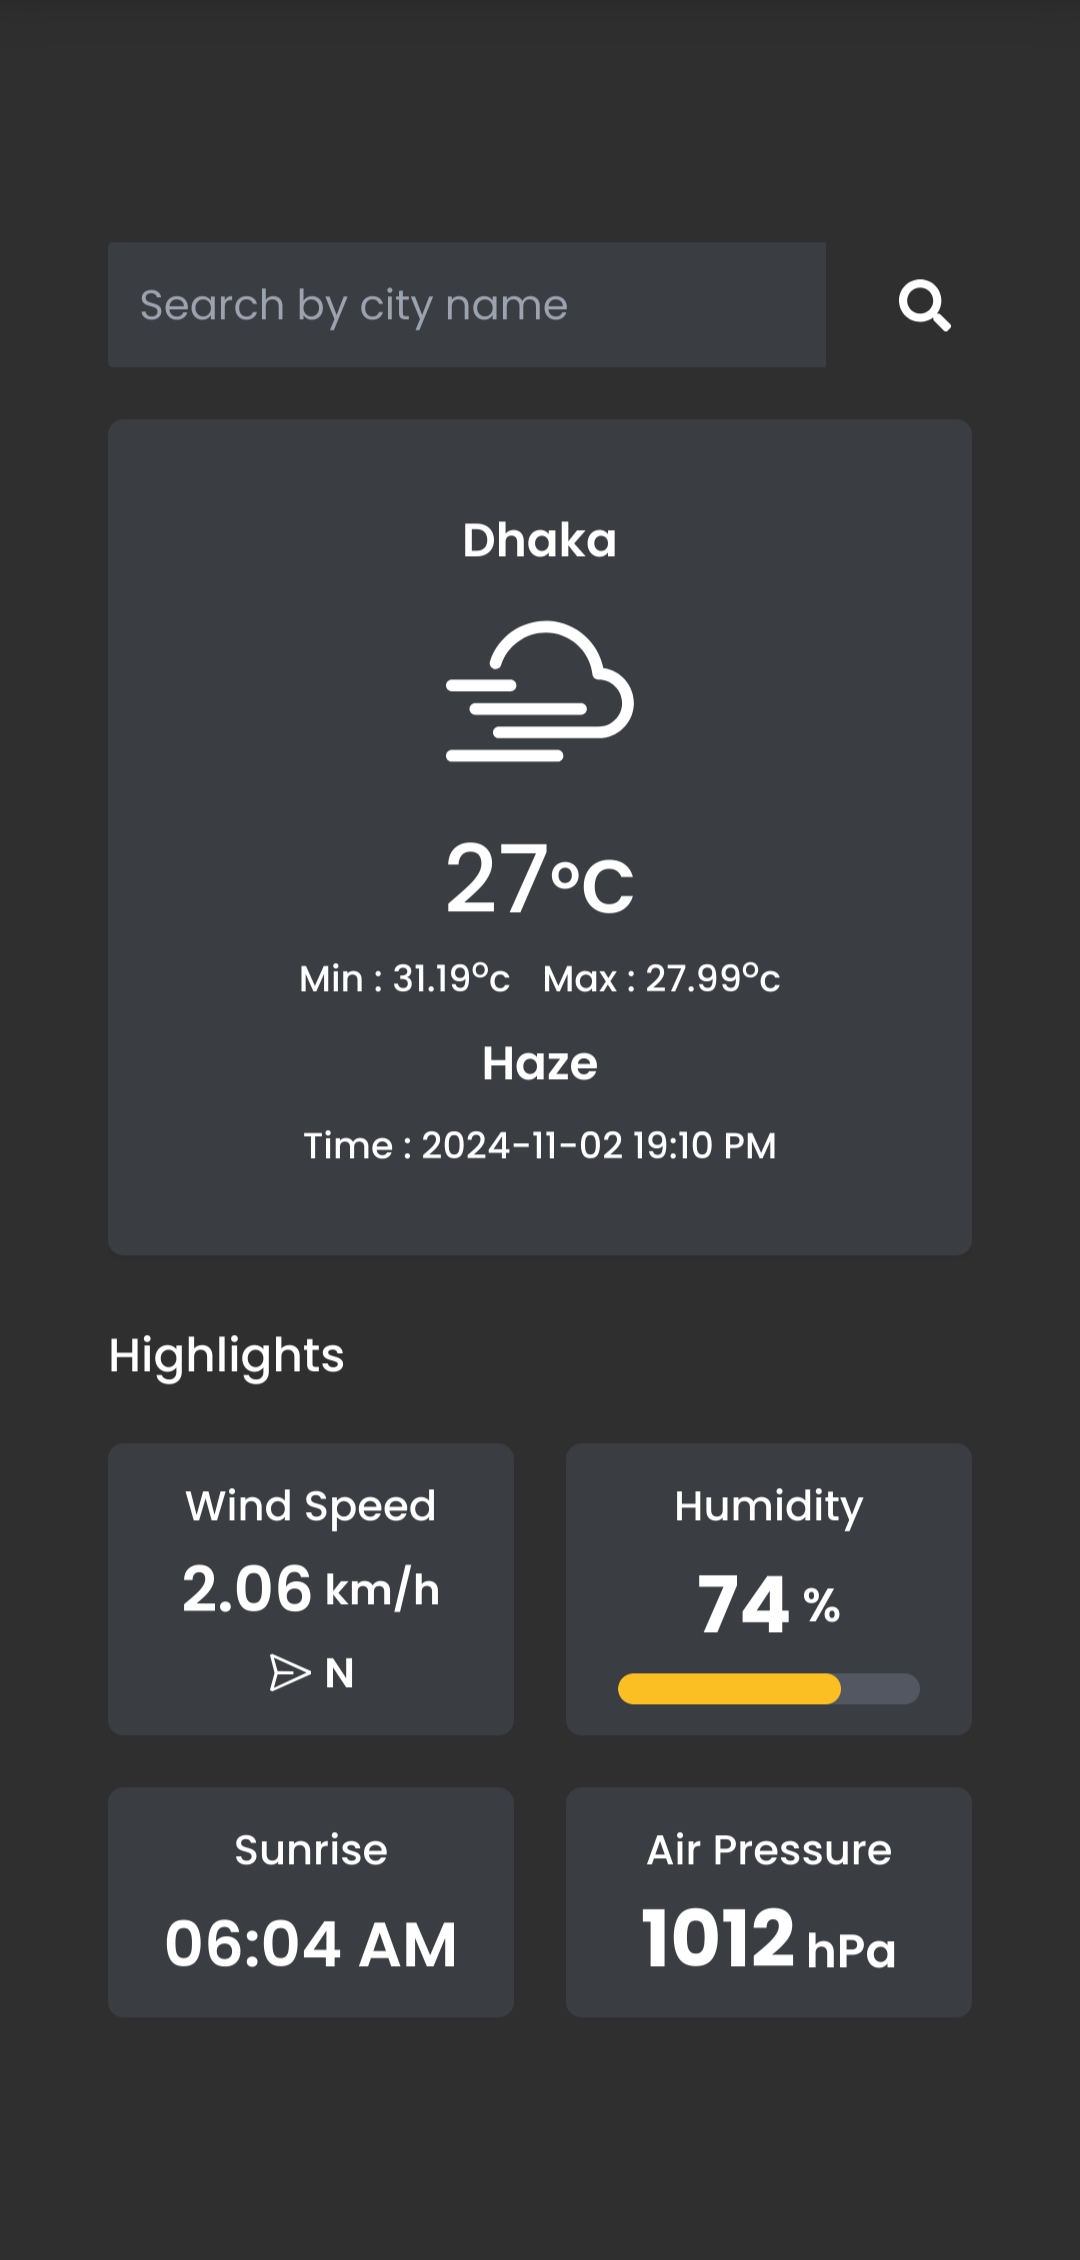 Search by city name
Dhaka
27°C
Min : 31.19°c Max : 27.99°c
Haze
Time : 2024-11-02 19:10 PM
Highlights
Wind Speed
2.06 km/h
N
Humidity
74 %
Sunrise
06:04 AM
Air Pressure
1012 hPa